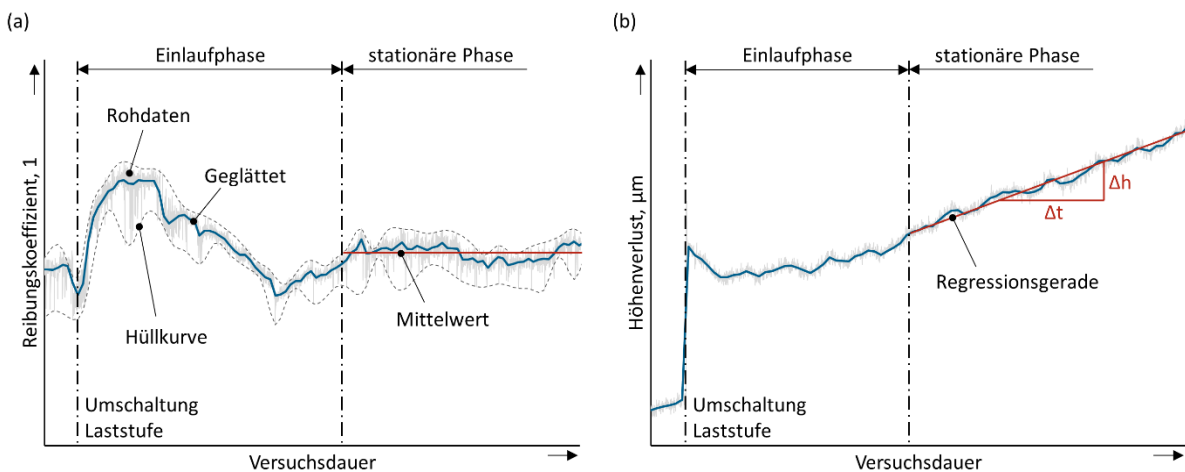 (a)
Einlaufphase
stationäre Phase
Rohdaten
Geglättet
Reibungskoeffizient, 1
Hüllkurve
Mittelwert
Umschaltung
Laststufe
Versuchsdauer
(b)
Einlaufphase
stationäre Phase
Δh
Δt
Höhenverlust, µm
Regressionsgerade
Umschaltung
Laststufe
Versuchsdauer